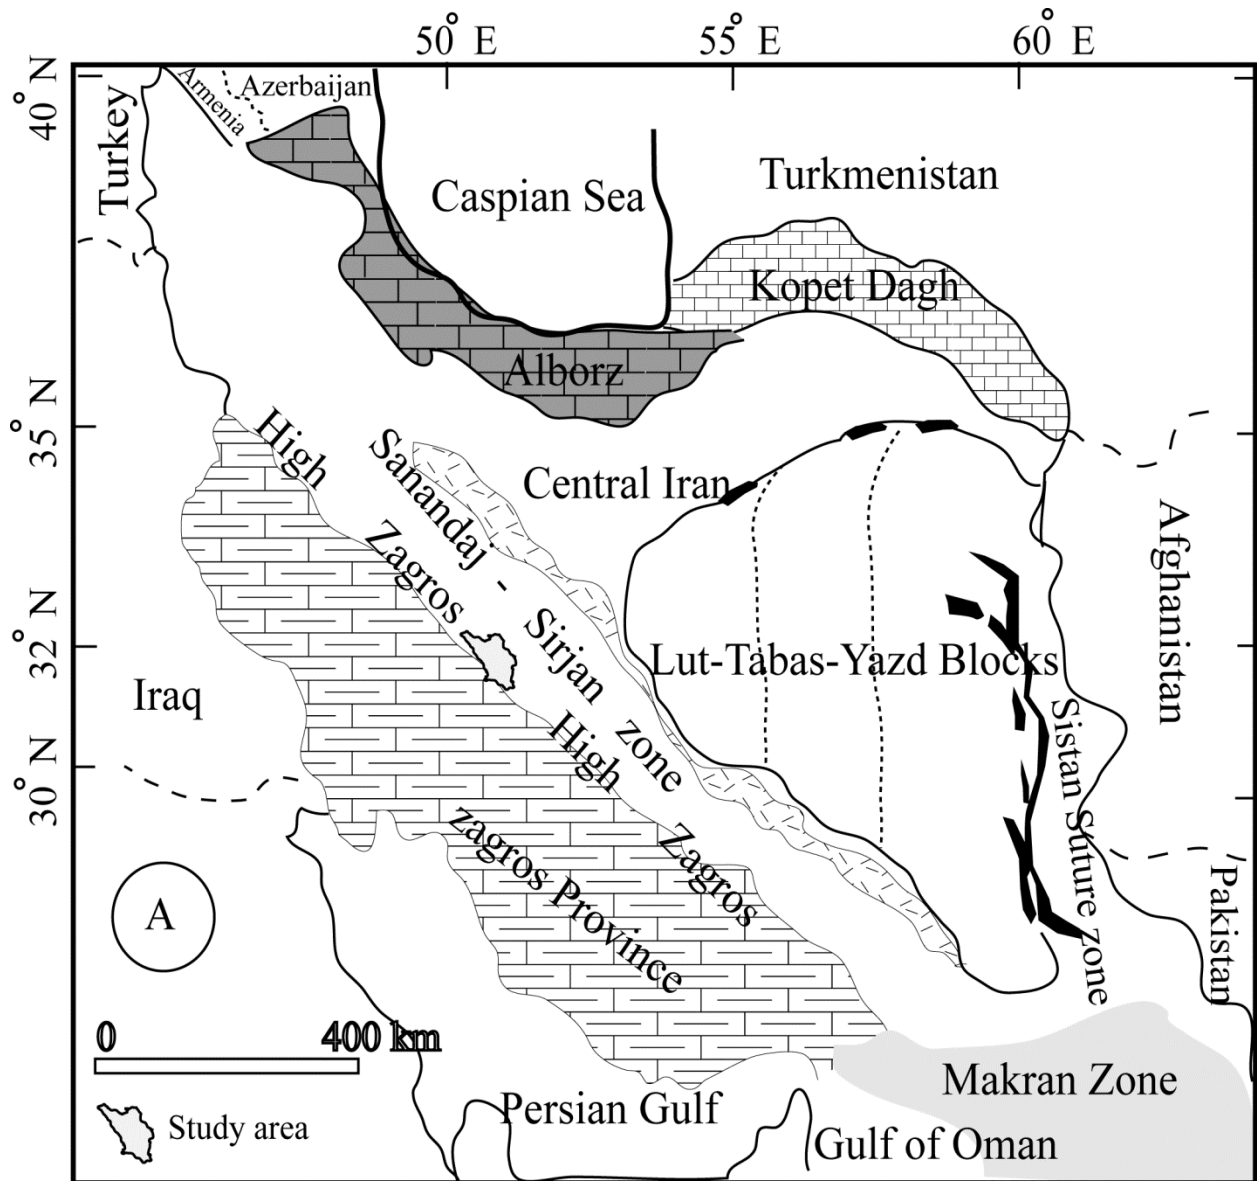 50° E
55° E
60° E
40° N
35° N
32° N
30° N
Turkey
Armenia
Azerbaijan
Caspian Sea
Turkmenistan
Kopet Dagh
Alborz
High Zagros
Sanandaj - Sirjan zone
Central Iran
Afghanistan
Lut-Tabas-Yazd Blocks
Iraq
High Zagros
zagros Province
Sistan Suture zone
Pakistan
A
0 400 km
Makran Zone
Persian Gulf
Study area
Gulf of Oman